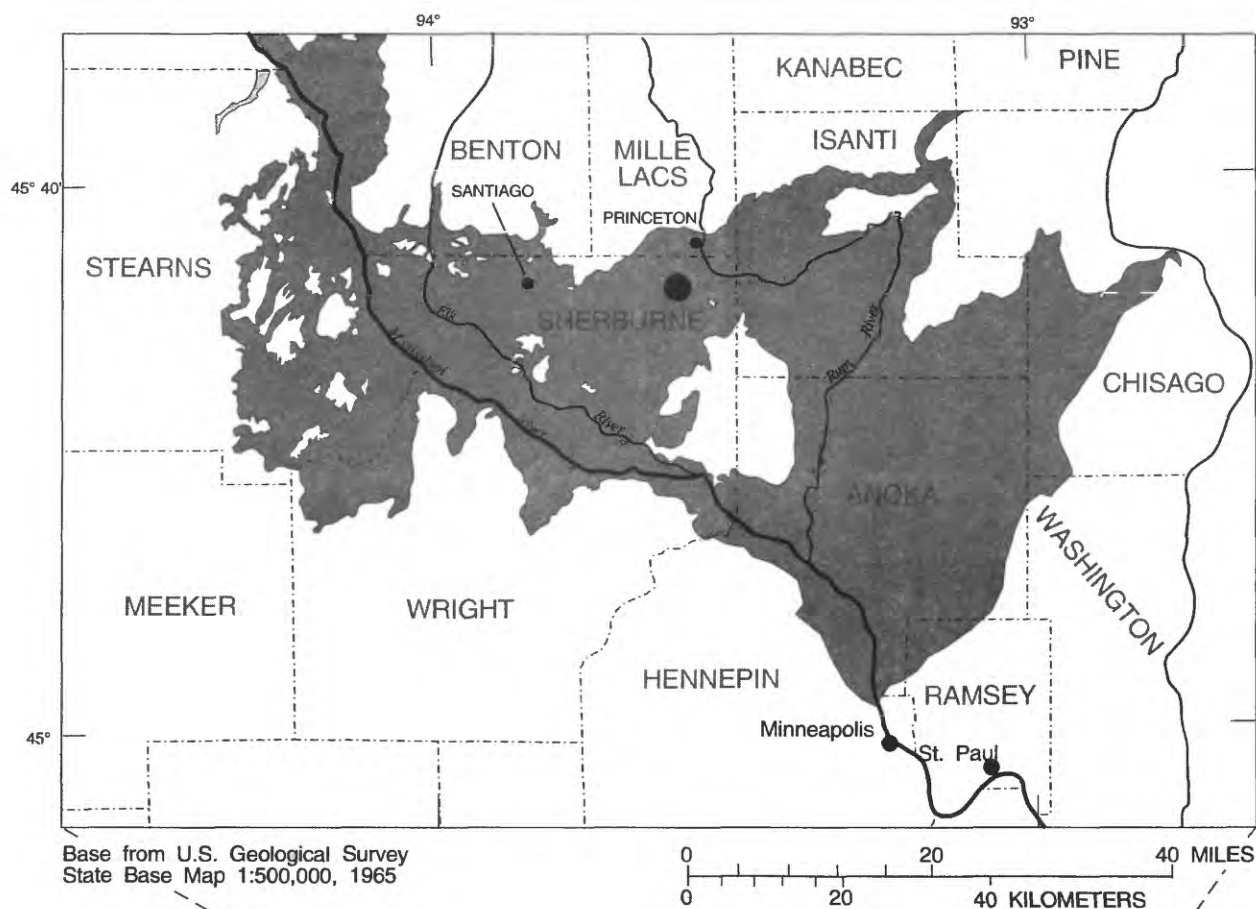 94°
93°
KANABEC
PINE
BENTON
MILLE
LACS
ISANTI
45° 40'
SANTIAGO
PRINCETON
STEARNS
SHERBURNE
Elk
River
Mississippi
River
Rum
River
CHISAGO
ANOKA
WASHINGTON
MEEKER
WRIGHT
HENNEPIN
RAMSEY
45°
Minneapolis
St. Paul
Base from U.S. Geological Survey
State Base Map 1:500,000, 1965
0 20 40 MILES
0 20 40 KILOMETERS